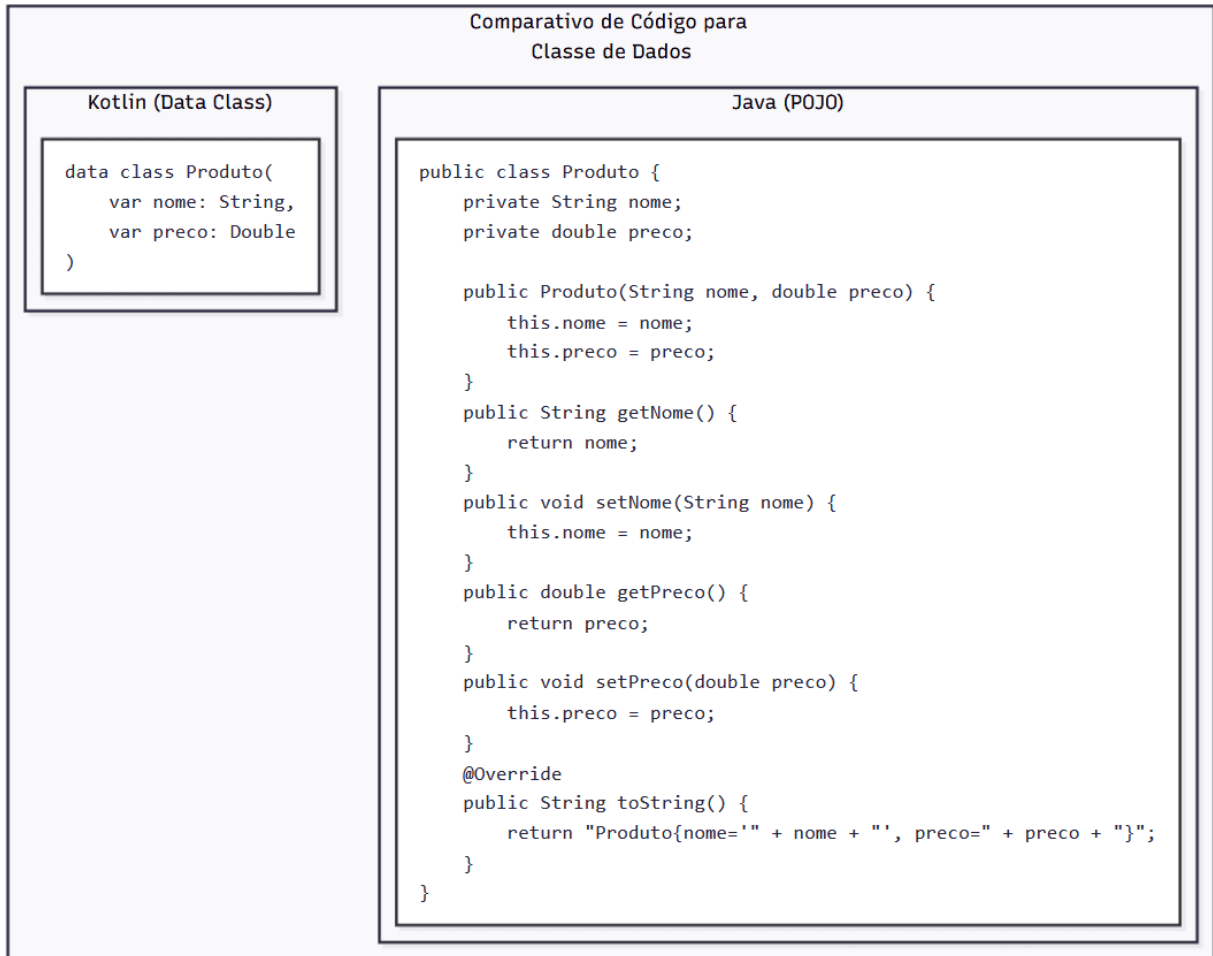 Comparativo de Código para
Classe de Dados
Kotlin (Data Class)
data class Produto(
    var nome: String,
    var preco: Double
)
Java (POJO)
public class Produto {
    private String nome;
    private double preco;

    public Produto(String nome, double preco) {
        this.nome = nome;
        this.preco = preco;
    }
    public String getNome() {
        return nome;
    }
    public void setNome(String nome) {
        this.nome = nome;
    }
    public double getPreco() {
        return preco;
    }
    public void setPreco(double preco) {
        this.preco = preco;
    }
    @Override
    public String toString() {
        return "Produto{nome='" + nome + "', preco=" + preco + "}";
    }
}